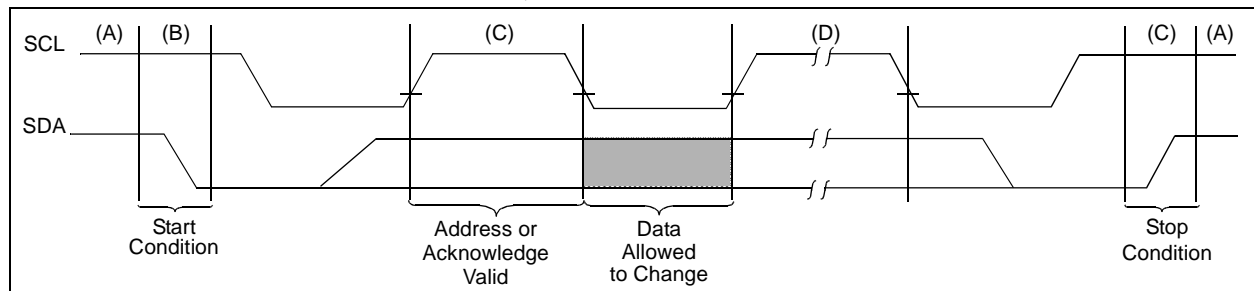 (A) (B) (C) (D) (C) (A)
SCL
SDA
Start
Condition
Address or
Acknowledge
Valid
Data
Allowed
to Change
Stop
Condition